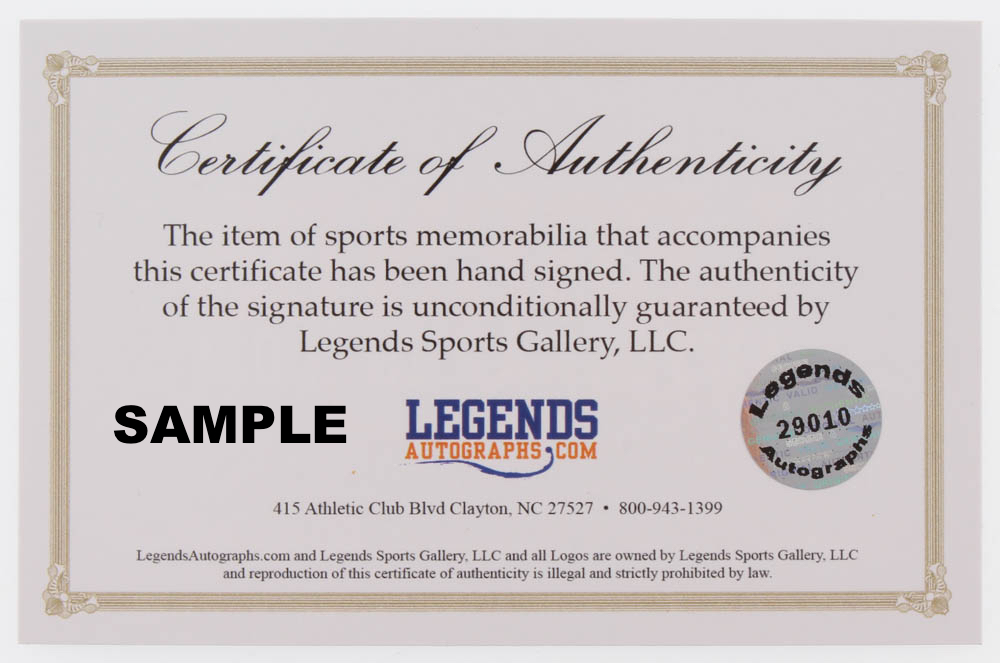 Certificate of Authenticity
The item of sports memorabilia that accompanies
this certificate has been hand signed. The authenticity
of the signature is unconditionally guaranteed by
Legends Sports Gallery, LLC.
SAMPLE
LEGENDS
AUTOGRAPHS.COM
Legends
29010
Autographs
VALID
415 Athletic Club Blvd Clayton, NC 27527 • 800-943-1399
LegendsAutographs.com and Legends Sports Gallery, LLC and all Logos are owned by Legends Sports Gallery, LLC
and reproduction of this certificate of authenticity is illegal and strictly prohibited by law.